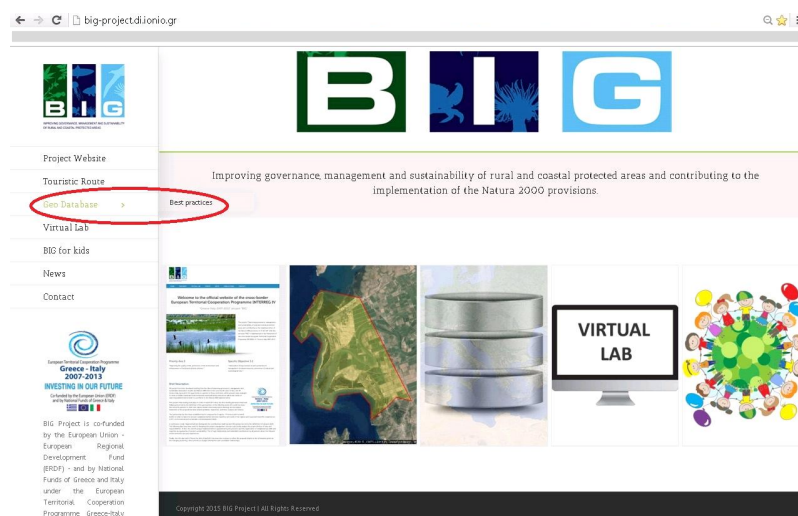 big-project.di.ionio.gr
BIG
IMPROVING GOVERNANCE, MANAGEMENT AND SUSTAINABILITY
OF RURAL AND COASTAL PROTECTED AREAS
Project Website
Touristic Route
Geo Database >
Best practices
Virtual Lab
BIG for kids
News
Contact
European Territorial Cooperation Programme
Greece - Italy
2007-2013
INVESTING IN OUR FUTURE
Co-funded by the European Union (ERDF)
and by National Funds of Greece & Italy
BIG Project is co-funded
by the European Union -
European Regional
Development Fund
(ERDF) - and by National
Funds of Greece and Italy
under the European
Territorial Cooperation
Programme Greece-Italy
BIG
Improving governance, management and sustainability of rural and coastal protected areas and contributing to the
implementation of the Natura 2000 provisions.
Welcome to the official website of the cross-border
European Territorial Cooperation Programme (INTERREG IV
VIRTUAL
LAB
Copyright 2015 BIG Project | All Rights Reserved